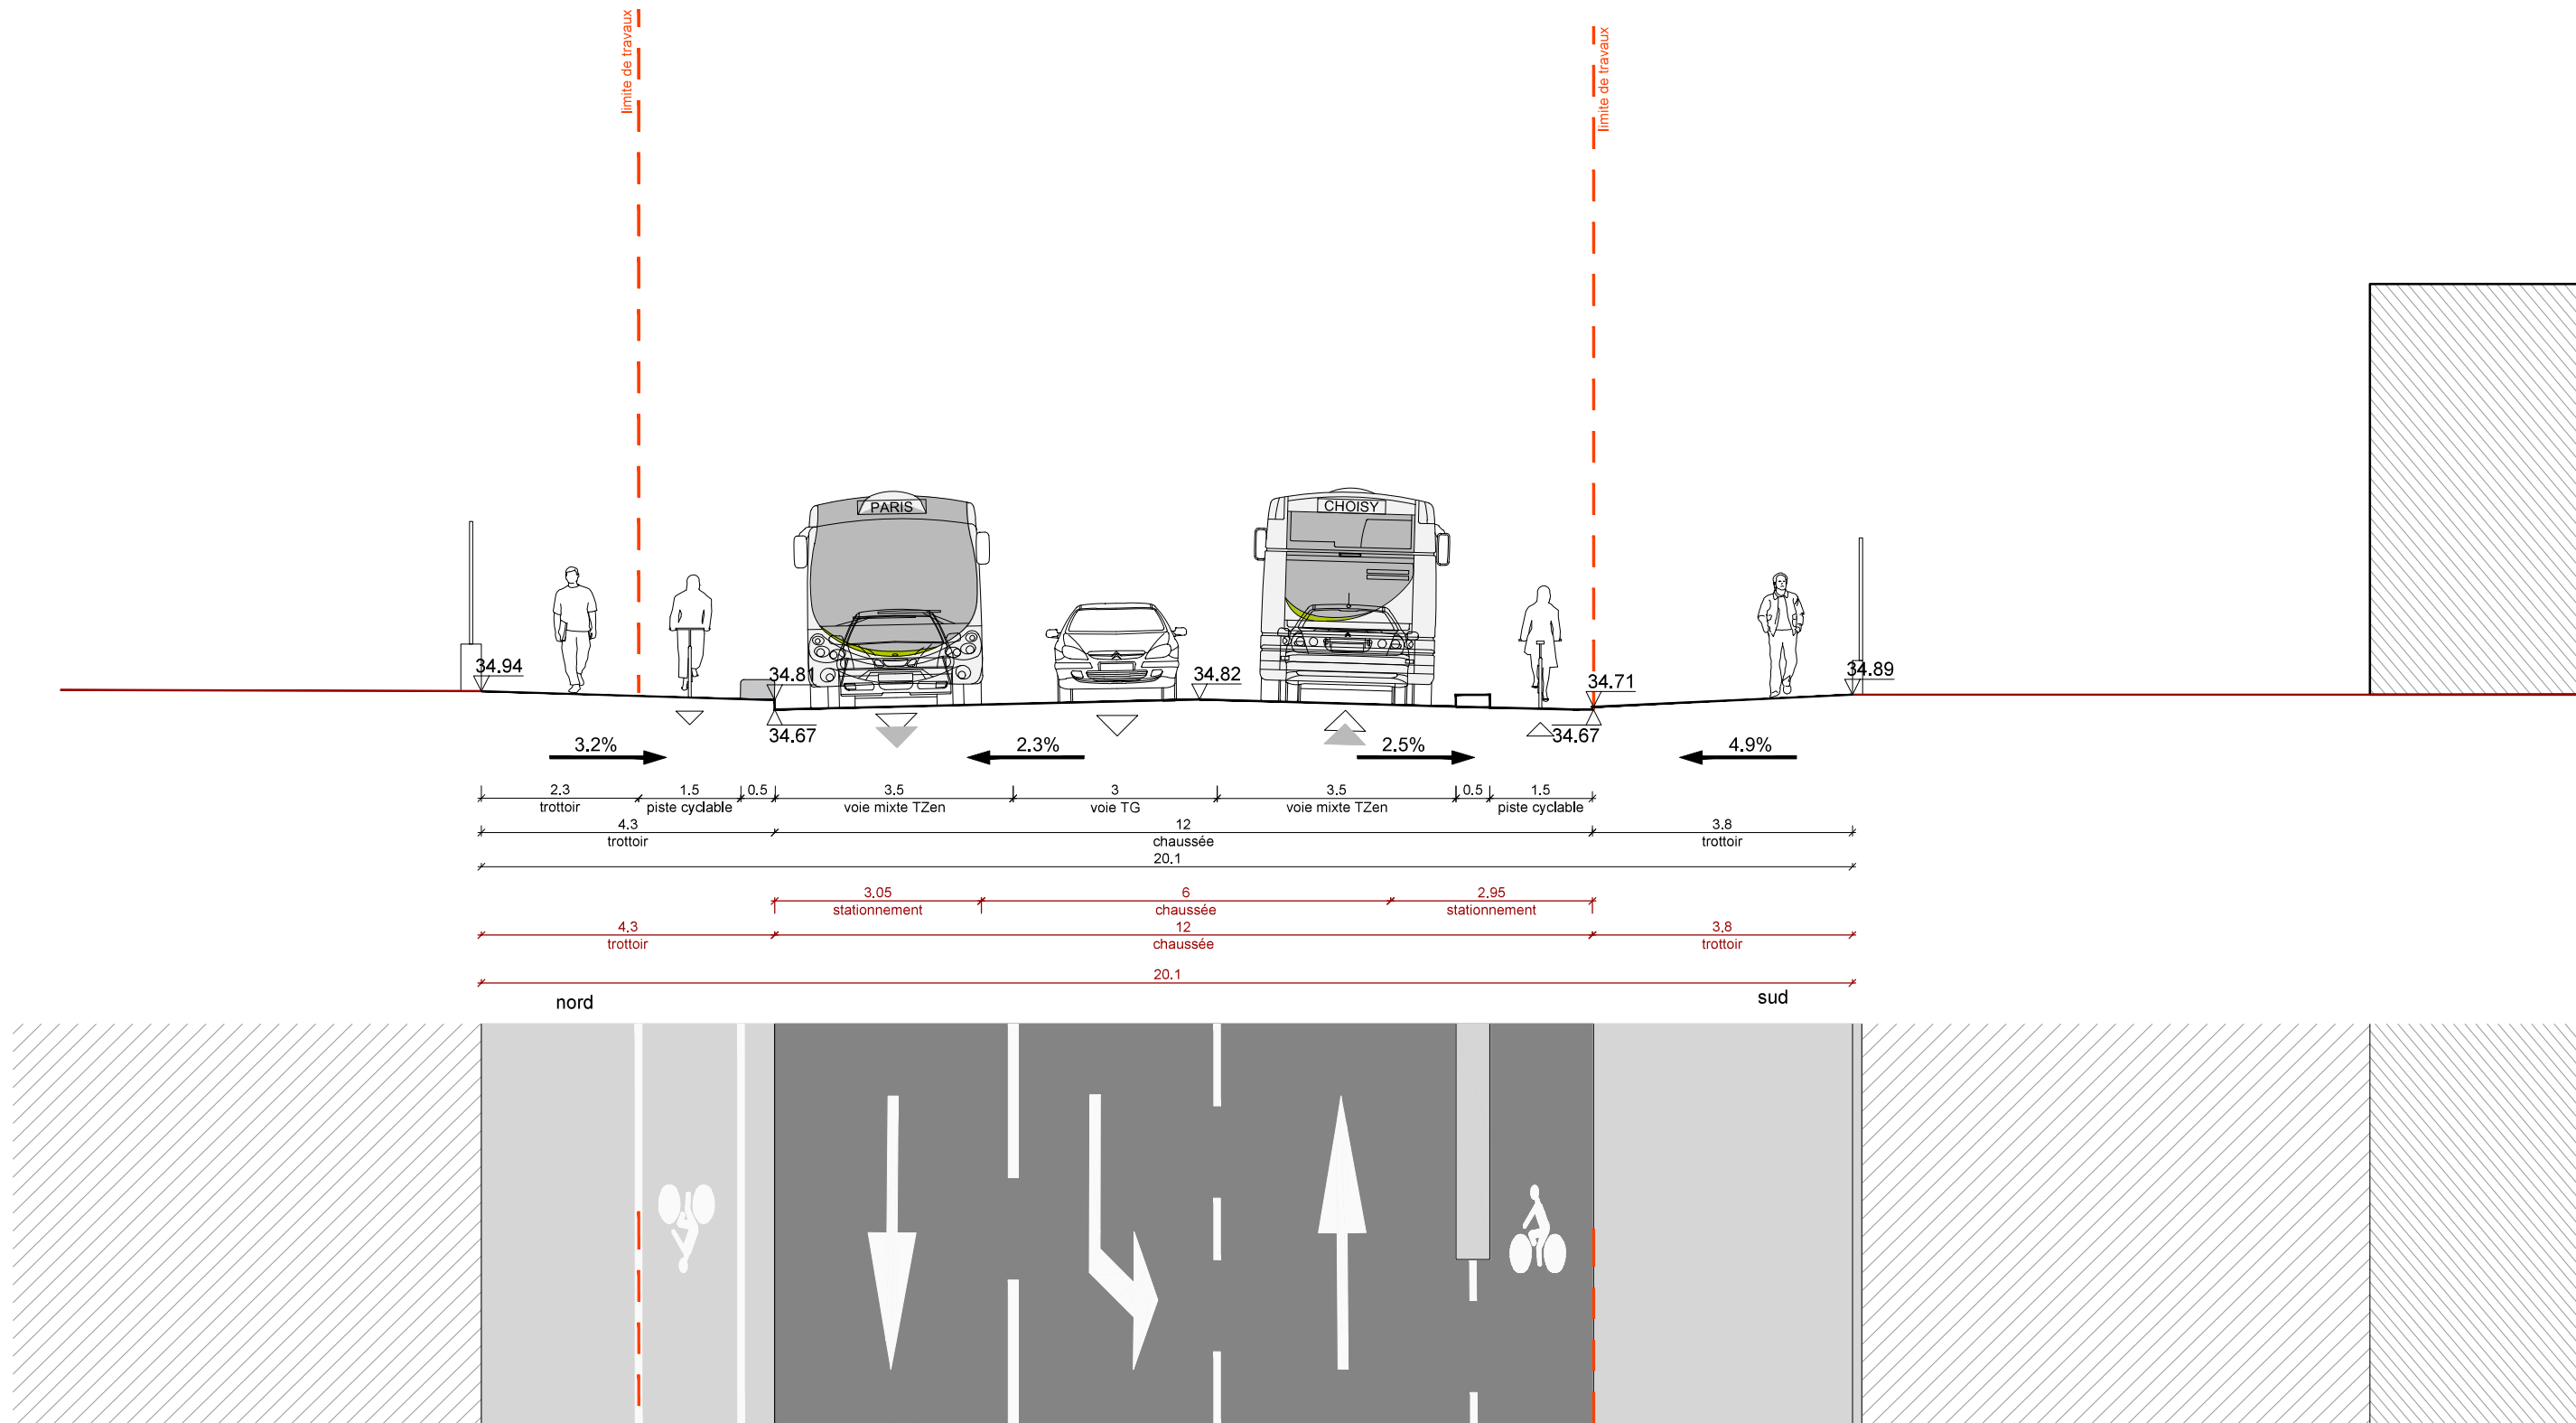 limite de travaux
limite de travaux
PARIS
CHOISY
34.94
34.81
34.82
34.71
34.89
34.67
34.67
3.2%
2.3%
2.5%
4.9%
2.3
1.5
0.5
3.5
3
3.5
0.5
1.5
trottoir
piste cyclable
voie mixte TZen
voie TG
voie mixte TZen
piste cyclable
4.3
12
3.8
trottoir
chaussée
trottoir
20.1
3.05
6
2.95
stationnement
chaussée
stationnement
4.3
12
3.8
trottoir
chaussée
trottoir
20.1
nord
sud